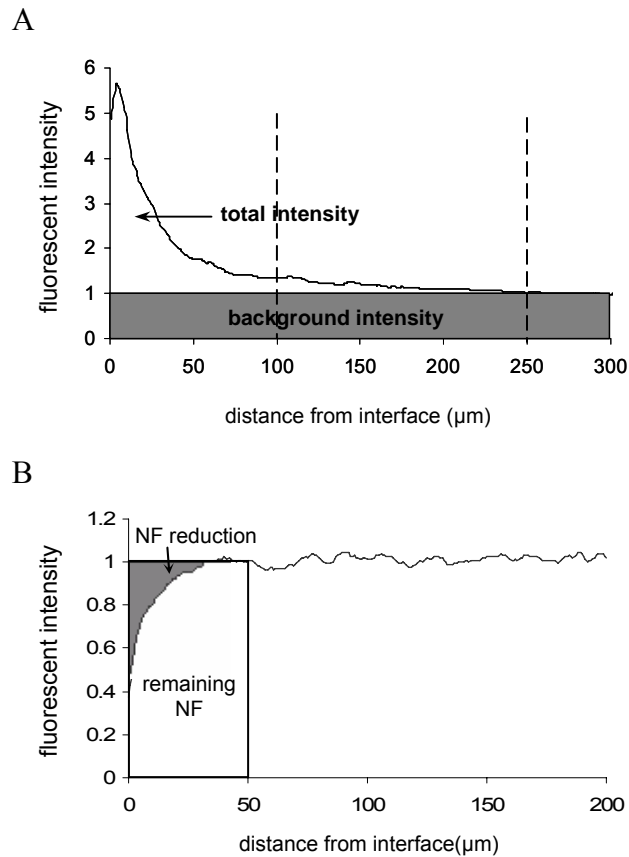 A
fluorescent intensity
6
5
4
3
2
1
0
total intensity
background intensity
0 50 100 150 200 250 300
distance from interface (μm)
B
fluorescent intensity
1.2
1
0.8
0.6
0.4
0.2
0
NF reduction
remaining
NF
0 50 100 150 200
distance from interface(μm)